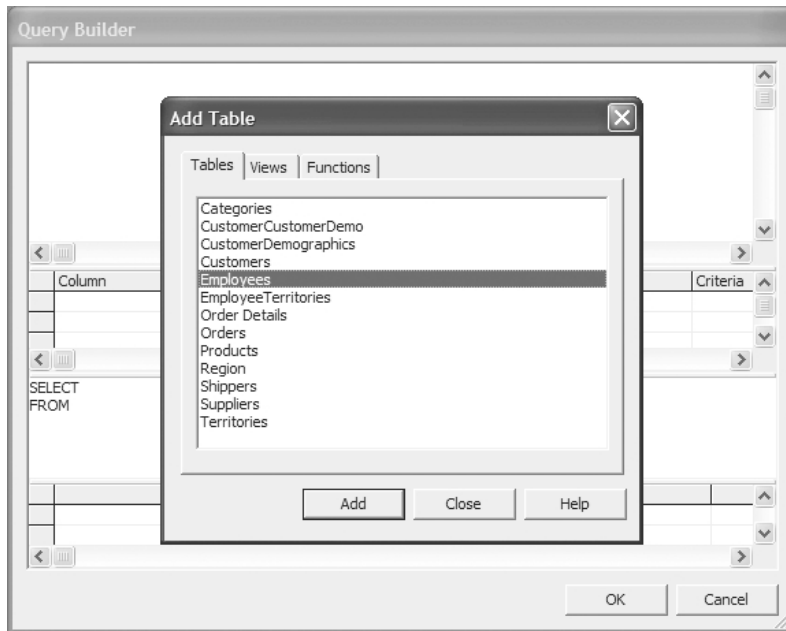 Query Builder
Add Table
Tables Views Functions
Categories
CustomerCustomerDemo
CustomerDemographics
Customers
Employees
EmployeeTerritories
Order Details
Orders
Products
Region
Shippers
Suppliers
Territories
Add Close Help
Column Criteria
SELECT
FROM
OK Cancel